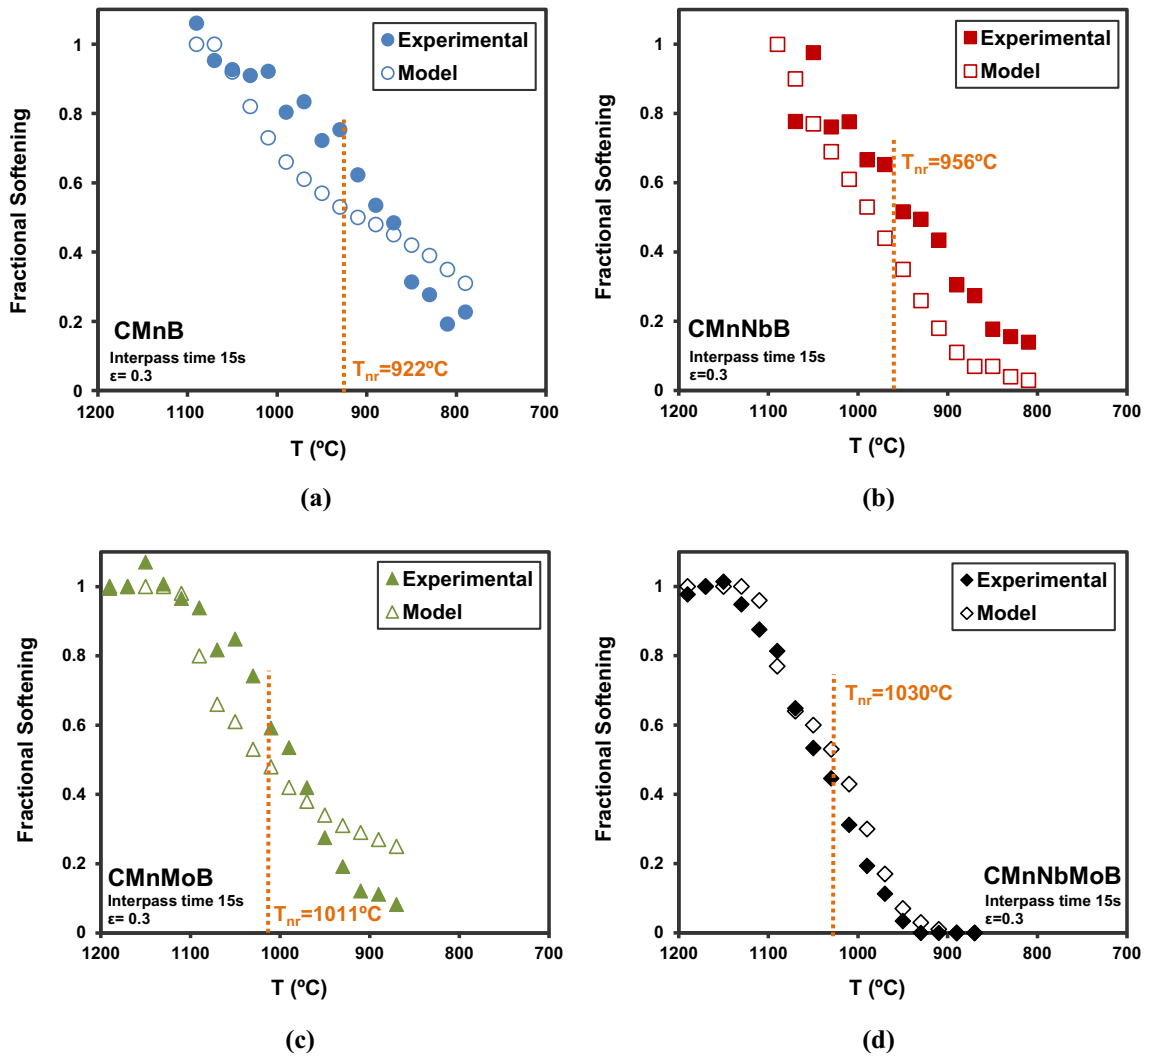 Experimental
Model
Fractional Softening
1
0.8
0.6
0.4
0.2
0
CMnB
Interpass time 15s
ε= 0.3
Tnr=922ºC
1200 1100 1000 900 800 700
T (ºC)
(a)
Experimental
Model
Fractional Softening
1
0.8
0.6
0.4
0.2
0
Tnr=956ºC
CMnNbB
Interpass time 15s
ε=0.3
1200 1100 1000 900 800 700
T (ºC)
(b)
Experimental
Model
Fractional Softening
1
0.8
0.6
0.4
0.2
0
CMnMoB
Interpass time 15s
ε= 0.3
Tnr=1011ºC
1200 1100 1000 900 800 700
T (ºC)
(c)
Experimental
Model
Fractional Softening
1
0.8
0.6
0.4
0.2
0
Tnr=1030ºC
CMnNbMoB
Interpass time 15s
ε=0.3
1200 1100 1000 900 800 700
T (ºC)
(d)